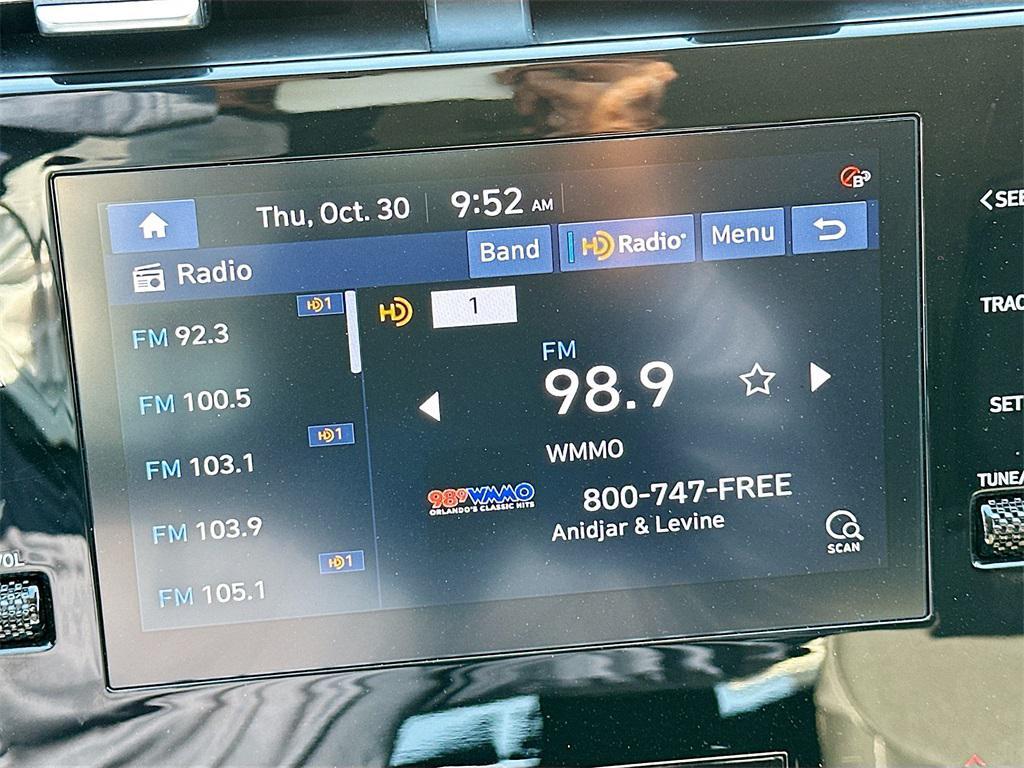 Thu, Oct. 30 9:52 AM
B
Radio Band HD Radio Menu
HD1
FM 92.3
FM 100.5
HD1
FM 103.1
FM 103.9
HD1
FM 105.1
HD 1
FM
98.9
WMMO
98.9 WMMO
ORLANDO'S CLASSIC HITS
800-747-FREE
Anidjar & Levine
SCAN
VOL
SEE
TRAC
SET
TUNE/